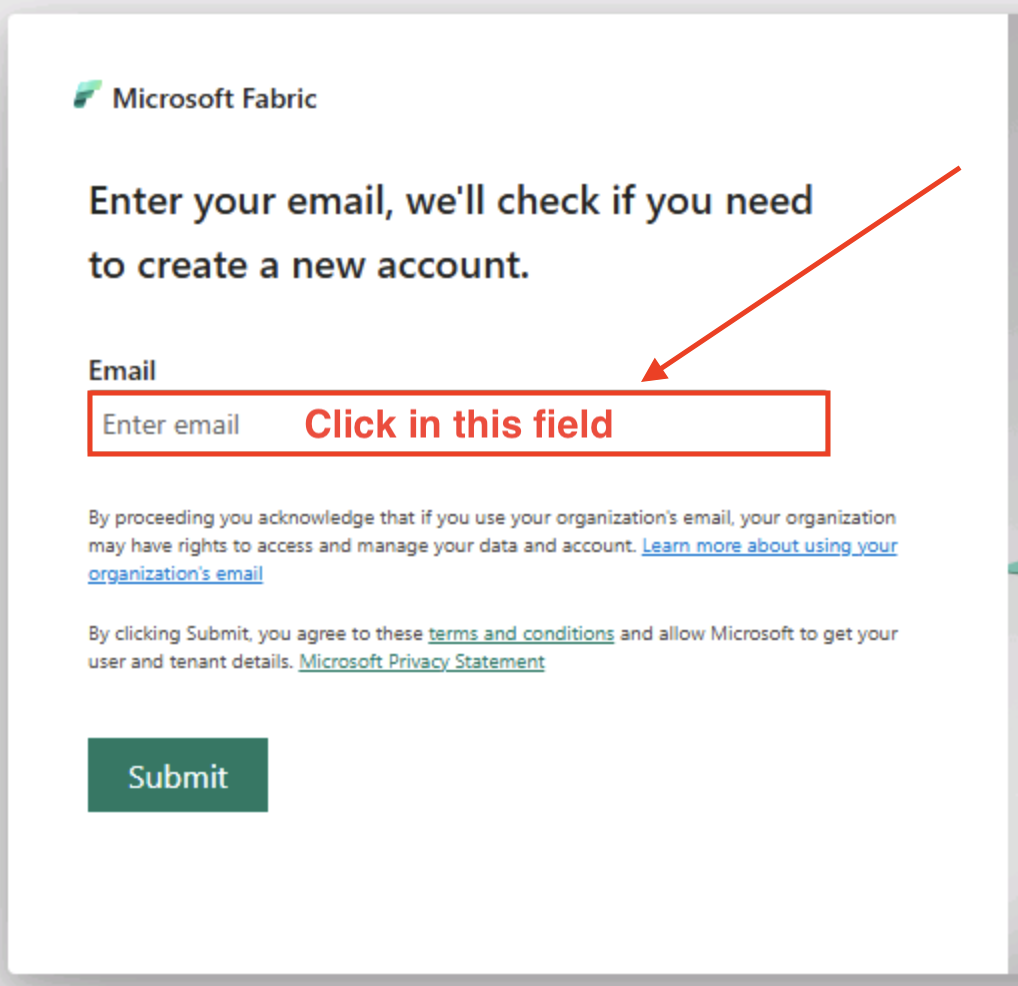 Microsoft Fabric
Enter your email, we'll check if you need
to create a new account.
Email
Enter email Click in this field
By proceeding you acknowledge that if you use your organization's email, your organization
may have rights to access and manage your data and account. Learn more about using your
organization's email
By clicking Submit, you agree to these terms and conditions and allow Microsoft to get your
user and tenant details. Microsoft Privacy Statement
Submit